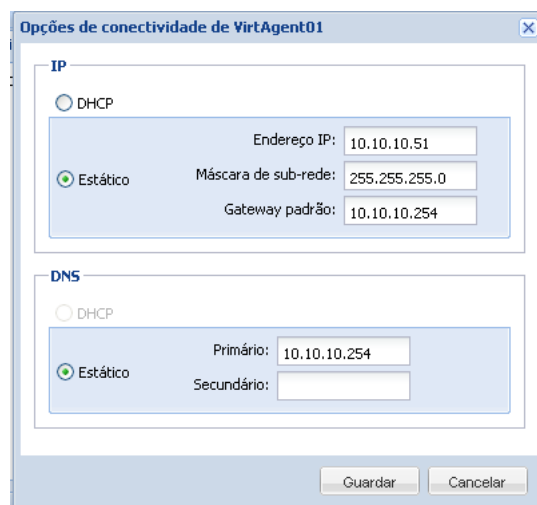 Opções de conectividade de VirtAgent01
IP
DHCP
Endereço IP: 10.10.10.51
Estático
Máscara de sub-rede: 255.255.255.0
Gateway padrão: 10.10.10.254
DNS
DHCP
Primário: 10.10.10.254
Estático
Secundário:
Guardar Cancelar